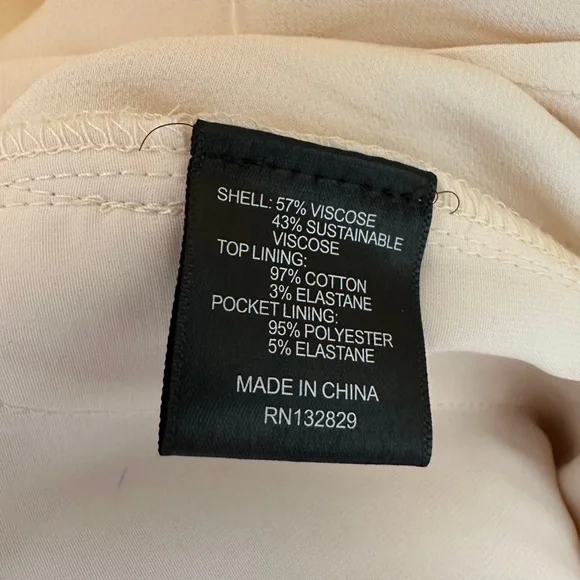 SHELL: 57% VISCOSE
43% SUSTAINABLE
VISCOSE
TOP LINING:
97% COTTON
3% ELASTANE
POCKET LINING:
95% POLYESTER
5% ELASTANE
MADE IN CHINA
RN132829